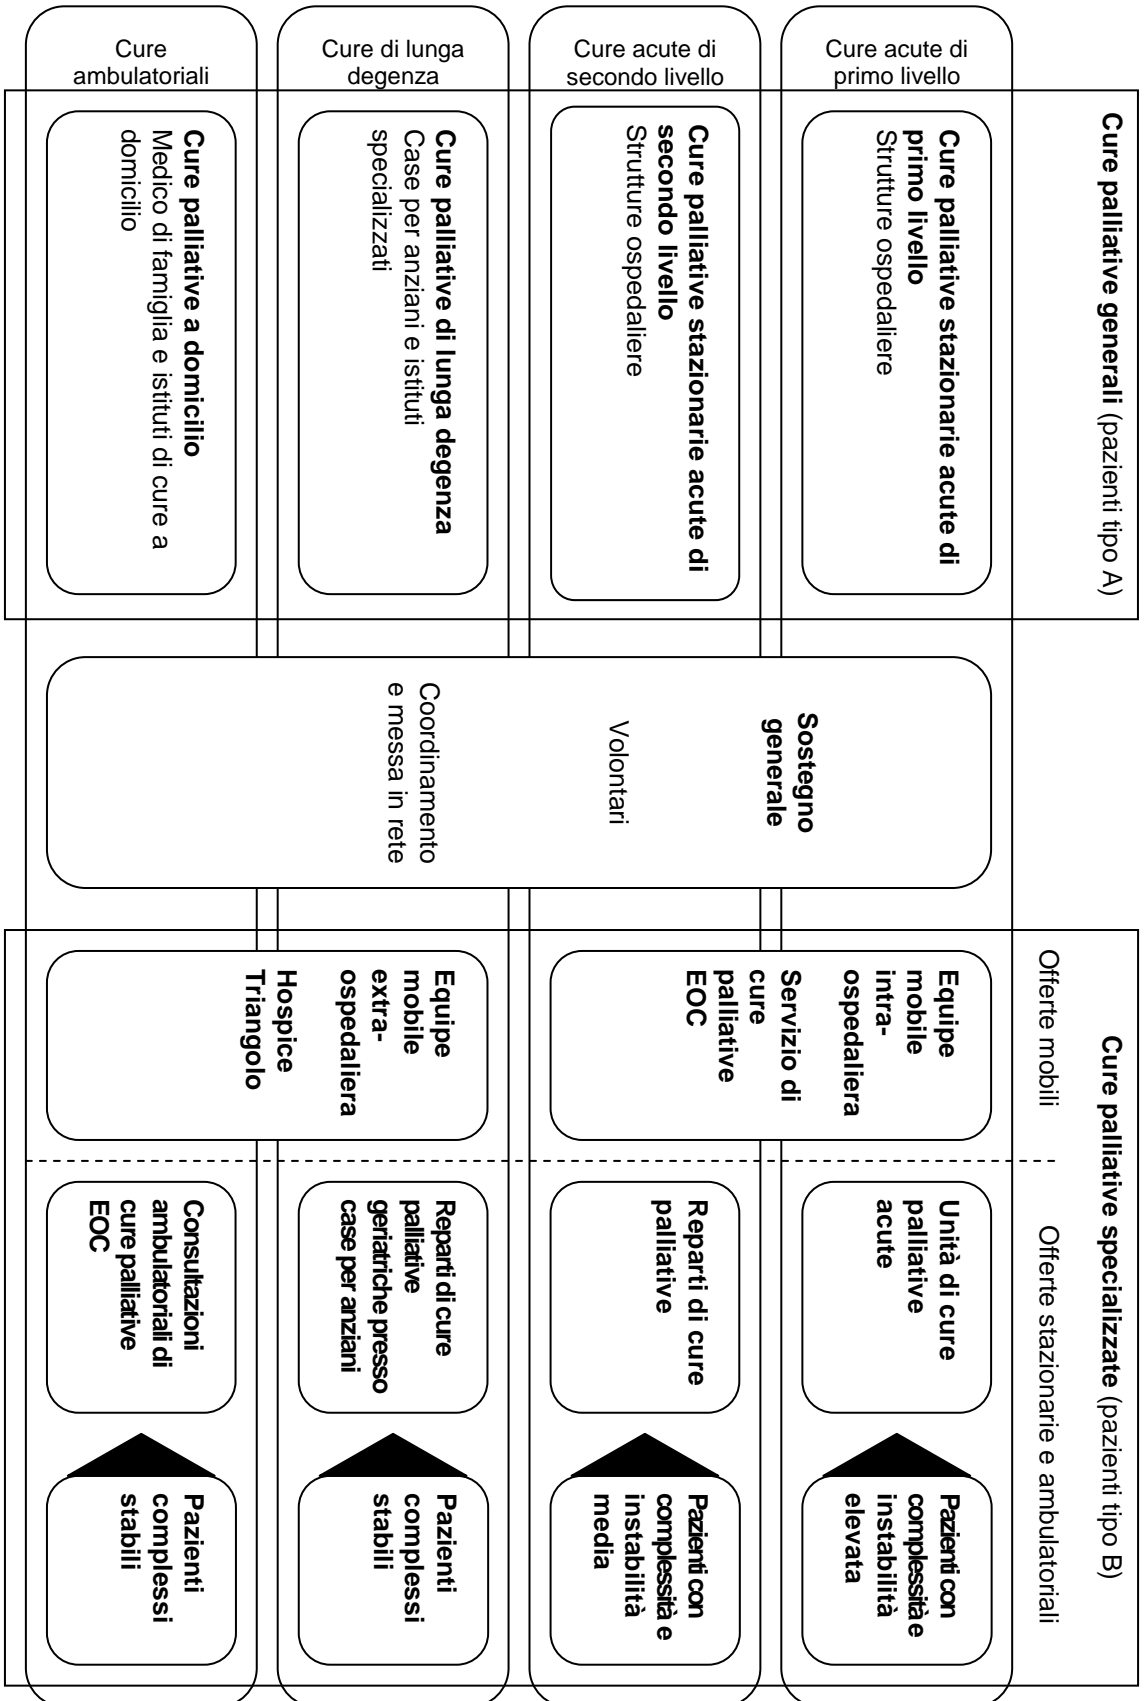 Cure palliative generali (pazienti tipo A)
Cure palliative specializzate (pazienti tipo B)
Offerte mobili
Offerte stazionarie e ambulatoriali
Cure acute di
primo livello
Cure palliative stazionarie acute di
primo livello
Strutture ospedaliere
Cure acute di
secondo livello
Cure palliative stazionarie acute di
secondo livello
Strutture ospedaliere
Cure di lunga
degenza
Cure palliative di lunga degenza
Case per anziani e istituti
specializzati
Cure
ambulatoriali
Cure palliative a domicilio
Medico di famiglia e istituti di cure a
domicilio
Sostegno
generale
Volontari
Coordinamento
e messa in rete
Equipe
mobile
intra-
ospedaliera
Servizio di
cure
palliative
EOC
Equipe
mobile
extra-
ospedaliera
Hospice
Triangolo
Unità di cure
palliative
acute
Pazienti con
complessità e
instabilità
elevata
Reparti di cure
palliative
Pazienti con
complessità e
instabilità
media
Reparti di cure
palliative
geriatriche presso
case per anziani
Pazienti
complessi
stabili
Consultazioni
ambulatoriali di
cure palliative
EOC
Pazienti
complessi
stabili